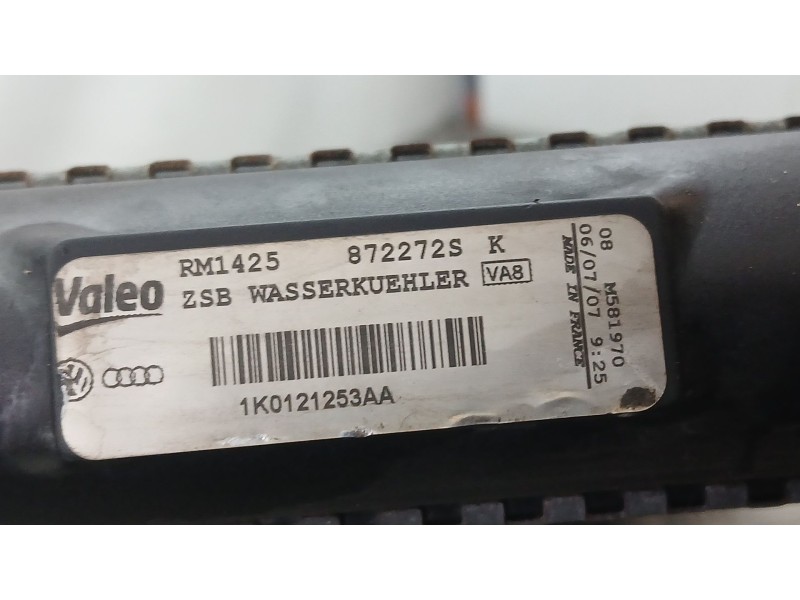 Valeo
RM1425 872272S K
ZSB WASSERKUEHLER VA8
1K0121253AA
08 M581970
06/07/07 9:25
MADE IN FRANCE